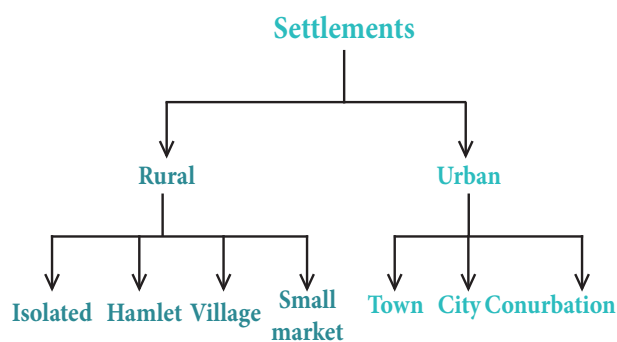 Settlements
Rural
Urban
Isolated
Hamlet
Village
Small
market
Town
City
Conurbation